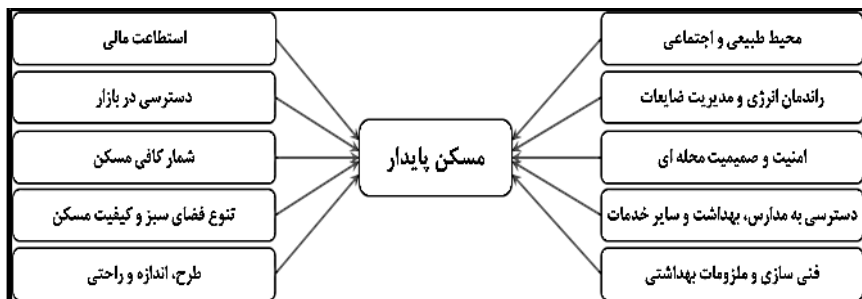 محیط طبیعی و اجتماعی
راندمان انرژی و مدیریت ضایعات
امنیت و صمیمیت محله ای
دسترسی به مدارس، بهداشت و سایر خدمات
فنی سازی و ملزومات بهداشتی
مسکن پایدار
استطاعت مالی
دسترسی در بازار
شمار کافی مسکن
تنوع فضای سبز و کیفیت مسکن
طرح، اندازه و راحتی